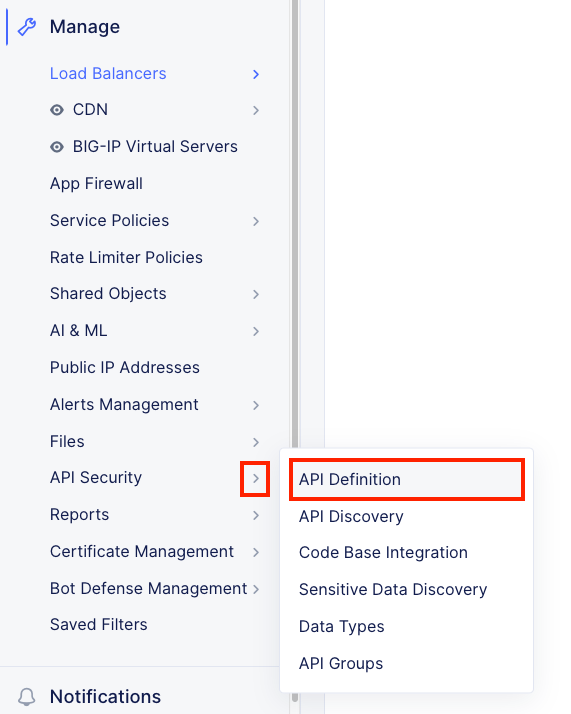 Manage
Load Balancers
CDN
BIG-IP Virtual Servers
App Firewall
Service Policies
Rate Limiter Policies
Shared Objects
AI & ML
Public IP Addresses
Alerts Management
Files
API Security
Reports
Certificate Management
Bot Defense Management
Saved Filters
Notifications
API Definition
API Discovery
Code Base Integration
Sensitive Data Discovery
Data Types
API Groups